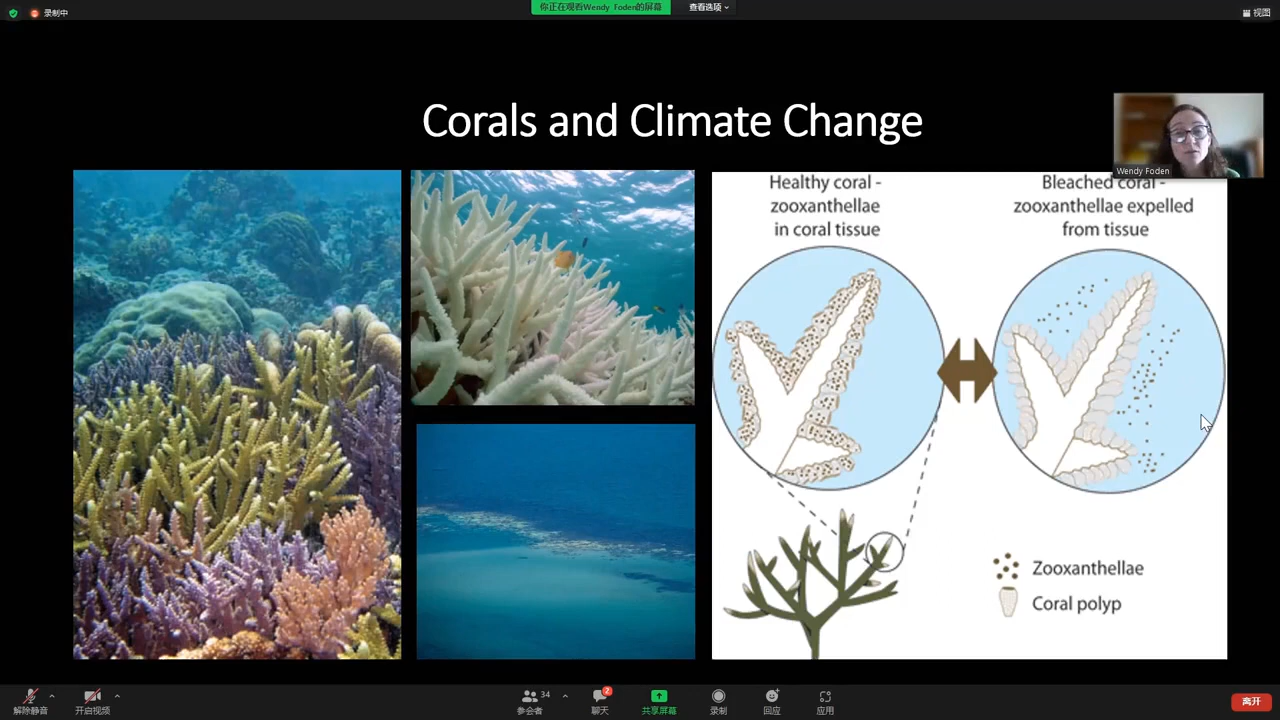 录制中
你正在观看Wendy Foden的屏幕
查看选项
视图
Corals and Climate Change
Wendy Foden
Healthy coral -
zooxanthellae
in coral tissue
Bleached coral -
zooxanthellae expelled
from tissue
Zooxanthellae
Coral polyp
解除静音
开启视频
34
参会者
2
聊天
共享屏幕
录制
回应
应用
离开